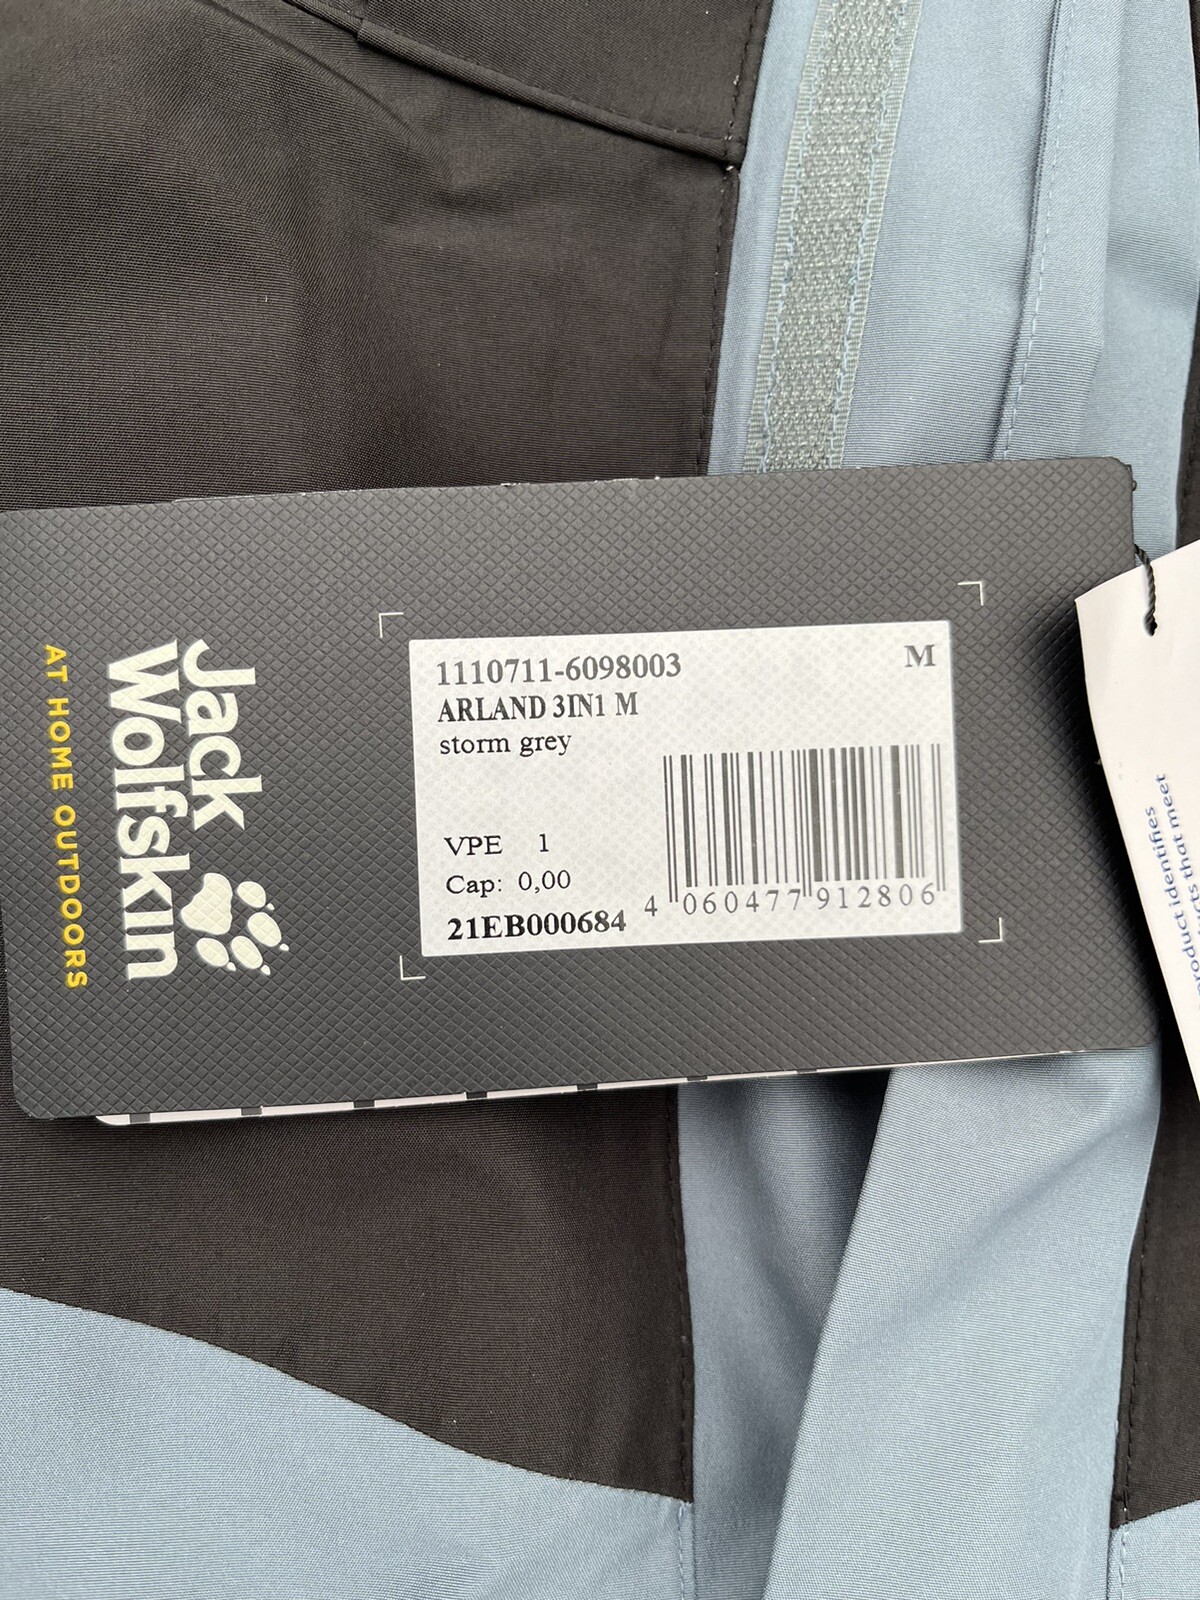 Jack
Wolfskin
AT HOME OUTDOORS
1110711-6098003 M
ARLAND 3IN1 M
storm grey
VPE 1
Cap: 0,00
21EB000684
4 060477 912806
product identifies
that meet